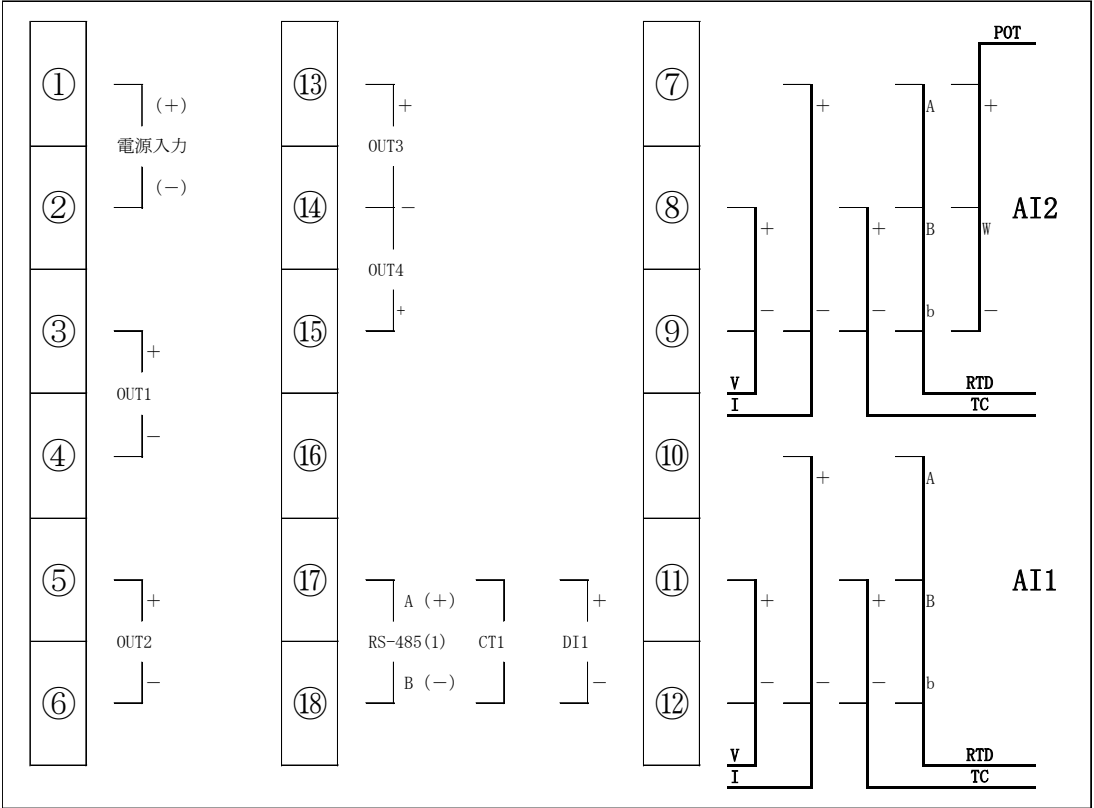 POT
① ⑬ ⑦
(+) + + A +
電源入力 OUT3
(−) −
② ⑭ ⑧ AI2
+ + B W
OUT4
+ − − − b −
③ ⑮ ⑨
+
V RTD
OUT1
I TC
−
④ ⑯ ⑩
+ A
⑤ ⑰ ⑪ AI1
+ A (+) + + + B
OUT2 RS-485(1) CT1 DI1
− B (−) − − − − b
⑥ ⑱ ⑫
V RTD
I TC